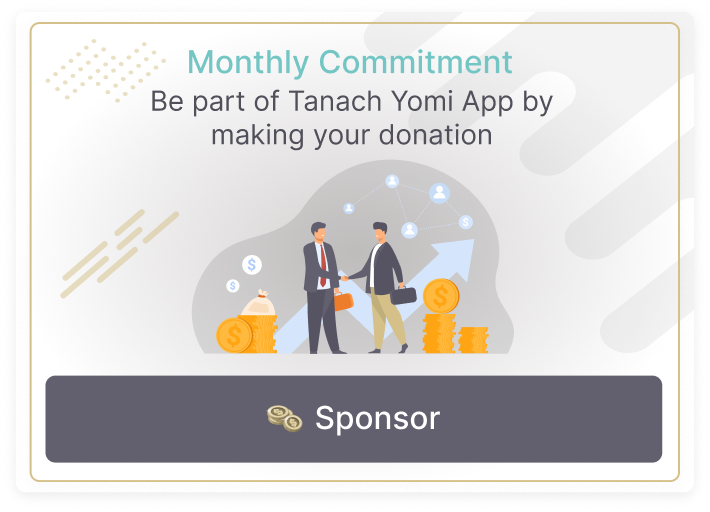 Monthly Commitment
Be part of Tanach Yomi App by
making your donation
$
$
$
$
$
Sponsor